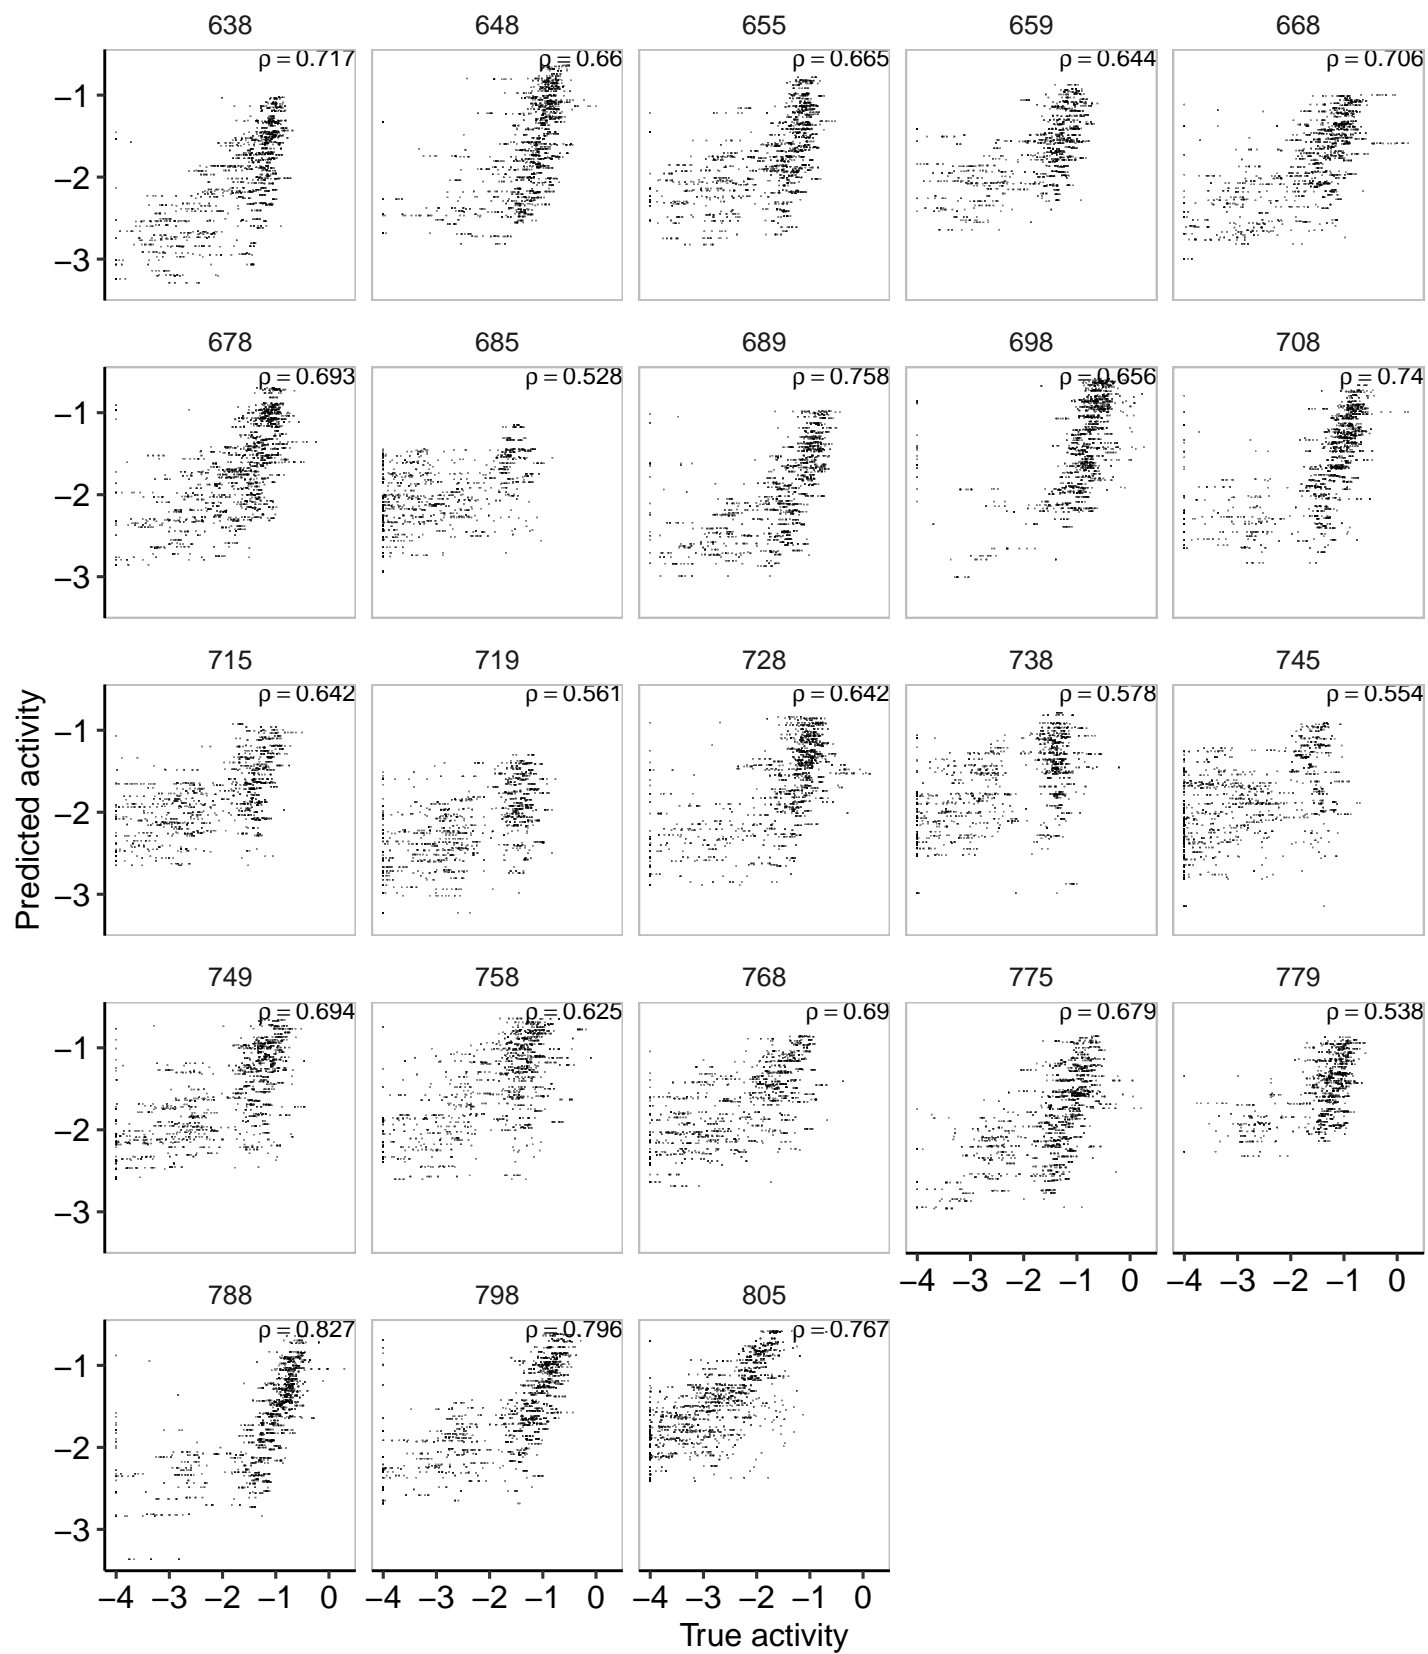 638 648 655 659 668
ρ = 0.717 ρ = 0.66 ρ = 0.665 ρ = 0.644 ρ = 0.706
−1
−2
−3
678 685 689 698 708
ρ = 0.693 ρ = 0.528 ρ = 0.758 ρ = 0.656 ρ = 0.74
−1
−2
−3
715 719 728 738 745
ρ = 0.642 ρ = 0.561 ρ = 0.642 ρ = 0.578 ρ = 0.554
−1
−2
−3
Predicted activity
749 758 768 775 779
ρ = 0.694 ρ = 0.625 ρ = 0.69 ρ = 0.679 ρ = 0.538
−1
−2
−3
−4 −3 −2 −1 0 −4 −3 −2 −1 0
788 798 805
ρ = 0.827 ρ = 0.796 ρ = 0.767
−1
−2
−3
−4 −3 −2 −1 0 −4 −3 −2 −1 0 −4 −3 −2 −1 0
True activity